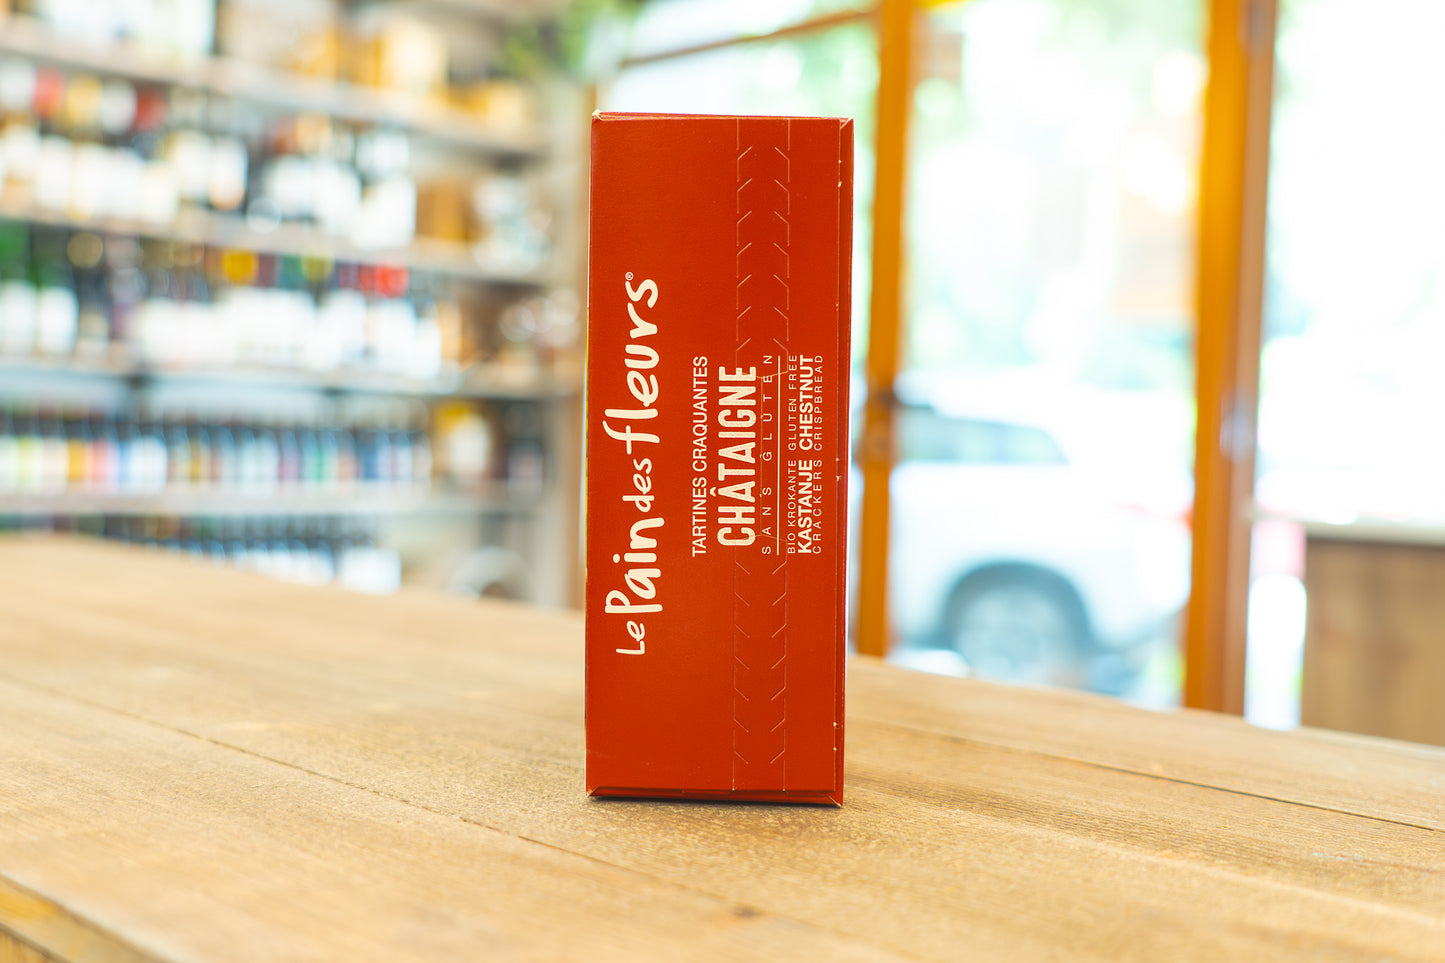 Le Pain des fleurs®
TARTINES CRAQUANTES
CHÂTAIGNE
SANS GLUTEN
BIO KROKANTE GLUTEN FREE
KASTANJE CHESTNUT
CRACKERS CRISPBREAD